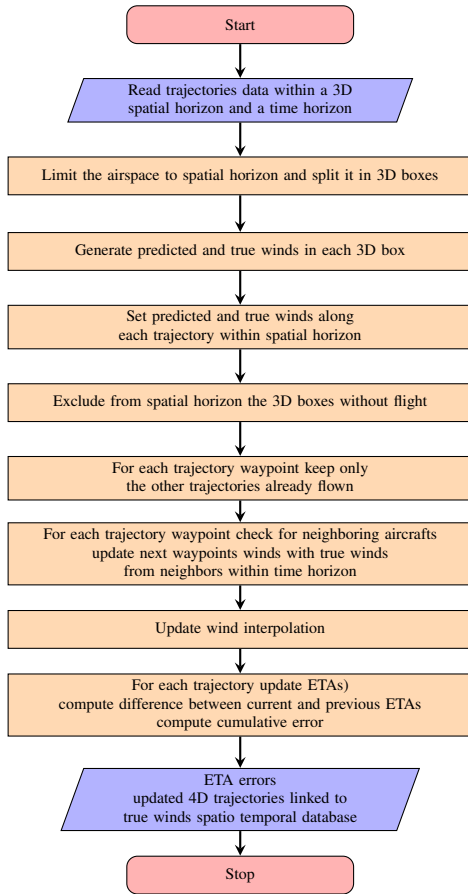 Start
Read trajectories data within a 3D
spatial horizon and a time horizon
Limit the airspace to spatial horizon and split it in 3D boxes
Generate predicted and true winds in each 3D box
Set predicted and true winds along
each trajectory within spatial horizon
Exclude from spatial horizon the 3D boxes without flight
For each trajectory waypoint keep only
the other trajectories already flown
For each trajectory waypoint check for neighboring aircrafts
update next waypoints winds with true winds
from neighbors within time horizon
Update wind interpolation
For each trajectory update ETAs)
compute difference between current and previous ETAs
compute cumulative error
ETA errors
updated 4D trajectories linked to
true winds spatio temporal database
Stop